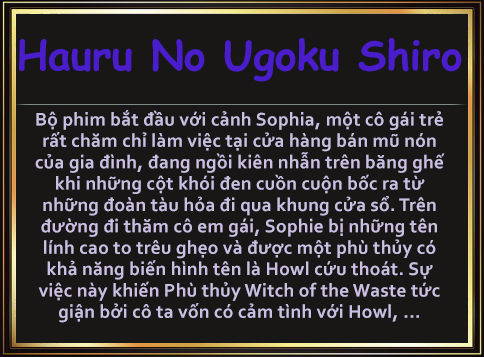 Hauru No Ugoku Shiro
Bộ phim bắt đầu với cảnh Sophia, một cô gái trẻ
rất chăm chỉ làm việc tại cửa hàng bán mũ nón
của gia đình, đang ngồi kiên nhẫn trên băng ghế
khi những cột khói đen cuồn cuộn bốc ra từ
những đoàn tàu hỏa đi qua khung cửa sổ. Trên
đường đi thăm cô em gái, Sophie bị những tên
lính cao to trêu ghẹo và được một phù thủy có
khả năng biến hình tên là Howl cứu thoát. Sự
việc này khiến Phù thủy Witch of the Waste tức
giận bởi cô ta vốn có cảm tình với Howl, ...